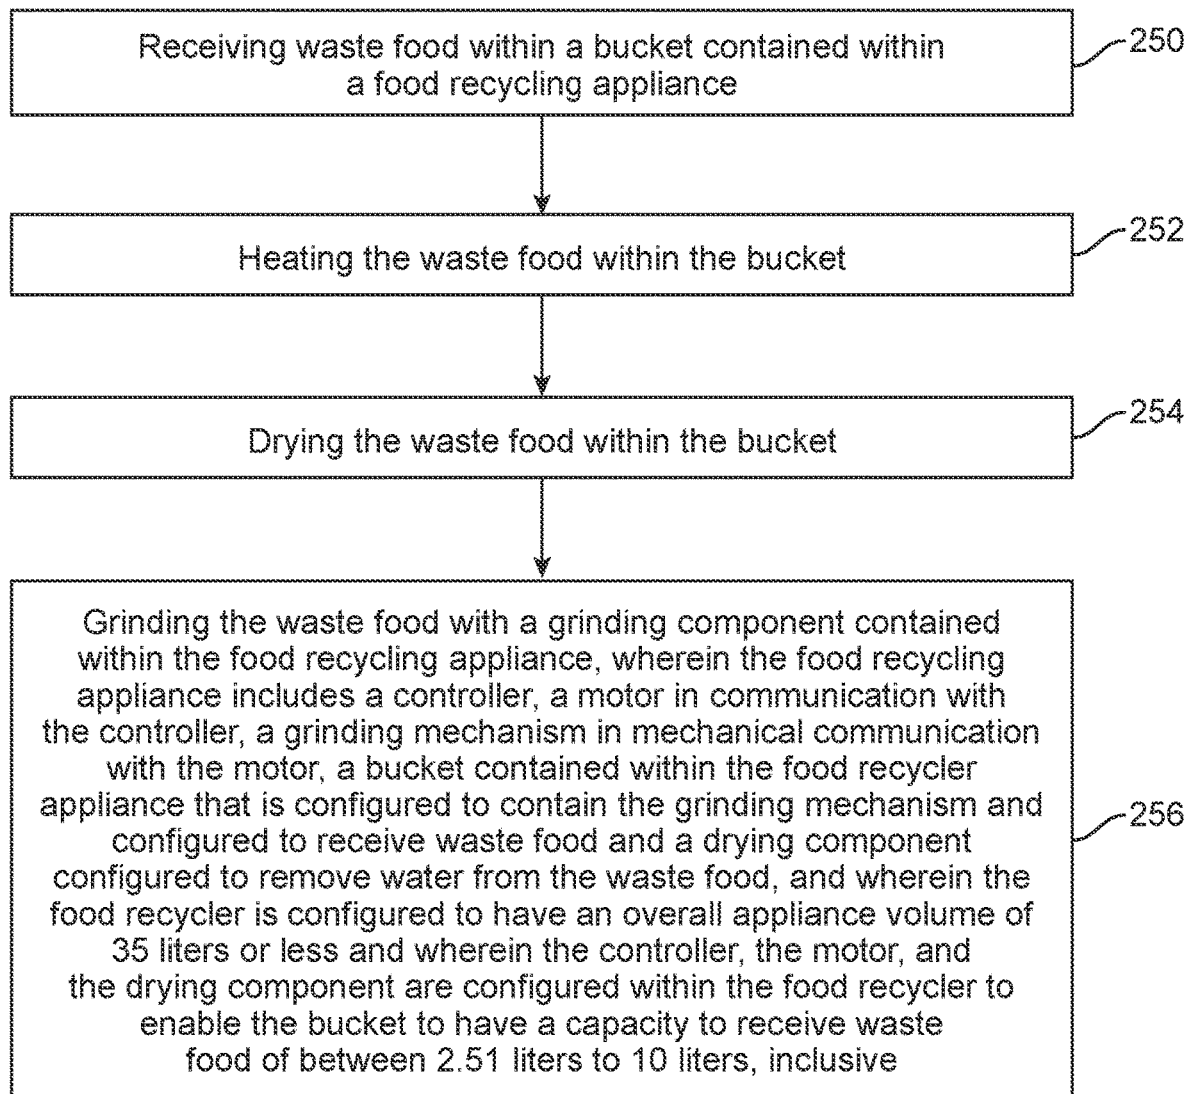 Receiving waste food within a bucket contained within
a food recycling appliance
250
Heating the waste food within the bucket
252
Drying the waste food within the bucket
254
Grinding the waste food with a grinding component contained
within the food recycling appliance, wherein the food recycling
appliance includes a controller, a motor in communication with
the controller, a grinding mechanism in mechanical communication
with the motor, a bucket contained within the food recycler
appliance that is configured to contain the grinding mechanism and
configured to receive waste food and a drying component
configured to remove water from the waste food, and wherein the
food recycler is configured to have an overall appliance volume of
35 liters or less and wherein the controller, the motor, and
the drying component are configured within the food recycler to
enable the bucket to have a capacity to receive waste
food of between 2.51 liters to 10 liters, inclusive
256